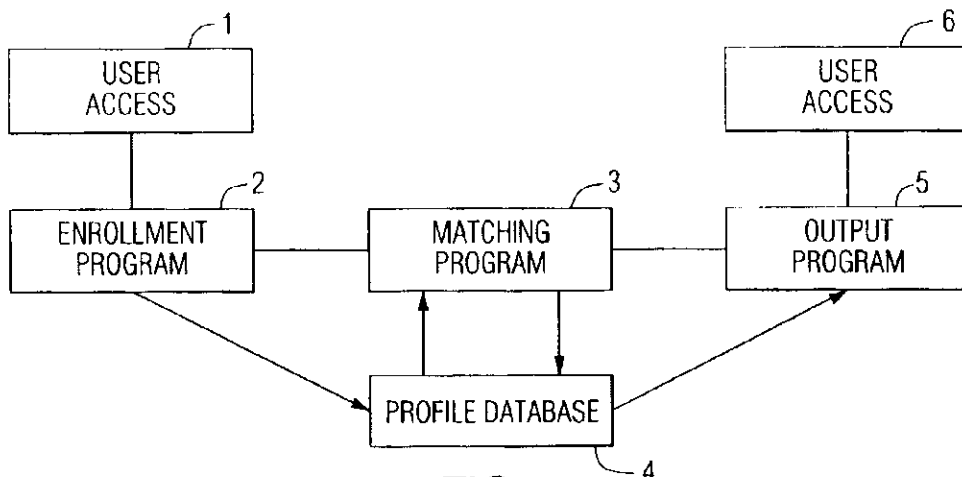 1
USER
ACCESS
6
USER
ACCESS
2
ENROLLMENT
PROGRAM
3
MATCHING
PROGRAM
5
OUTPUT
PROGRAM
PROFILE DATABASE
4